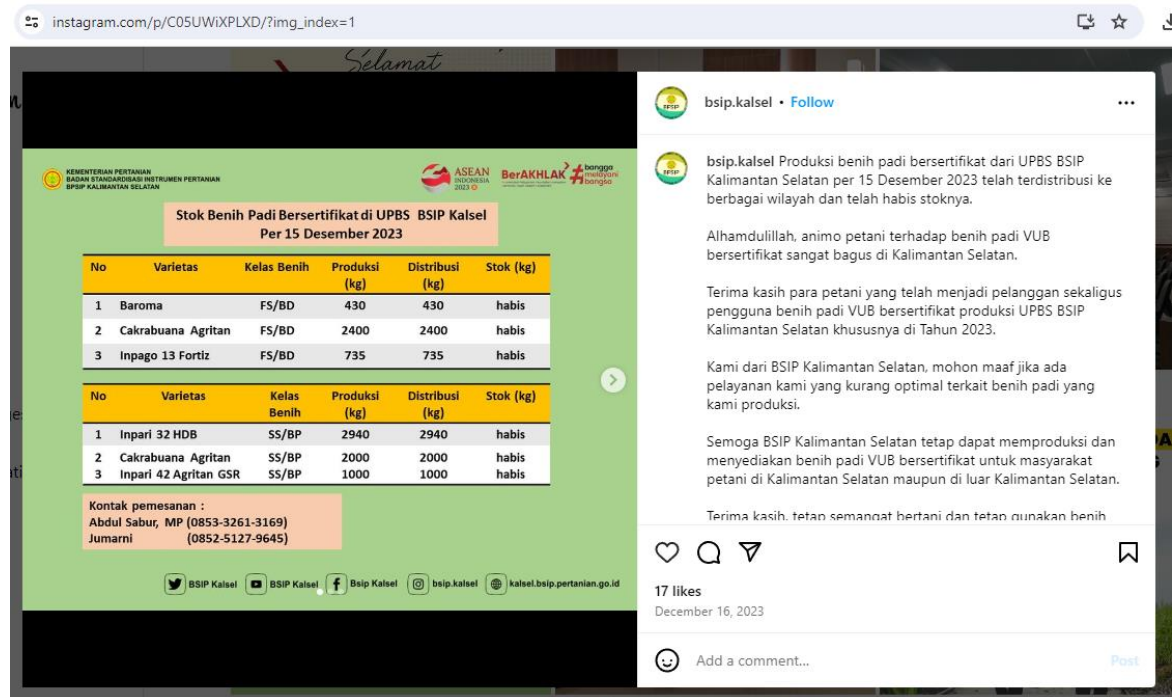 instagram.com/p/C05UWiXPLXD/?img_index=1
Selamat
KEMENTERIAN PERTANIAN
BADAN STANDARDISASI INSTRUMEN PERTANIAN
BPSIP KALIMANTAN SELATAN
ASEAN
INDONESIA
2023
BerAKHLAK
#bangga
melayani
bangsa
Stok Benih Padi Bersertifikat di UPBS BSIP Kalsel
Per 15 Desember 2023
No Varietas Kelas Benih Produksi (kg) Distribusi (kg) Stok (kg)
1 Baroma FS/BD 430 430 habis
2 Cakrabuana Agritan FS/BD 2400 2400 habis
3 Inpago 13 Fortiz FS/BD 735 735 habis
No Varietas Kelas Benih Produksi (kg) Distribusi (kg) Stok (kg)
1 Inpari 32 HDB SS/BP 2940 2940 habis
2 Cakrabuana Agritan SS/BP 2000 2000 habis
3 Inpari 42 Agritan GSR SS/BP 1000 1000 habis
Kontak pemesanan :
Abdul Sabur, MP (0853-3261-3169)
Jumarni (0852-5127-9645)
BSIP Kalsel BSIP Kalsel Bsip Kalsel bsip.kalsel kalsel.bsip.pertanian.go.id
bsip.kalsel • Follow
bsip.kalsel Produksi benih padi bersertifikat dari UPBS BSIP
Kalimantan Selatan per 15 Desember 2023 telah terdistribusi ke
berbagai wilayah dan telah habis stoknya.
Alhamdulillah, animo petani terhadap benih padi VUB
bersertifikat sangat bagus di Kalimantan Selatan.
Terima kasih para petani yang telah menjadi pelanggan sekaligus
pengguna benih padi VUB bersertifikat produksi UPBS BSIP
Kalimantan Selatan khususnya di Tahun 2023.
Kami dari BSIP Kalimantan Selatan, mohon maaf jika ada
pelayanan kami yang kurang optimal terkait benih padi yang
kami produksi.
Semoga BSIP Kalimantan Selatan tetap dapat memproduksi dan
menyediakan benih padi VUB bersertifikat untuk masyarakat
petani di Kalimantan Selatan maupun di luar Kalimantan Selatan.
Terima kasih, tetap semangat bertani dan tetap gunakan benih
17 likes
December 16, 2023
Add a comment...
Post